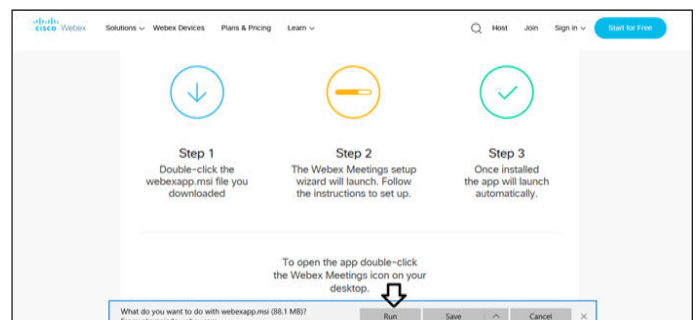 CISCO Webex
Solutions Webex Devices Plans & Pricing Learn Host Join Sign in Start for Free
Step 1
Double-click the
webexapp.msi file you
downloaded
Step 2
The Webex Meetings setup
wizard will launch. Follow
the instructions to set up.
Step 3
Once installed
the app will launch
automatically.
To open the app double-click
the Webex Meetings icon on your
desktop.
What do you want to do with webexapp.msi (88.1 MB)?
Run Save Cancel